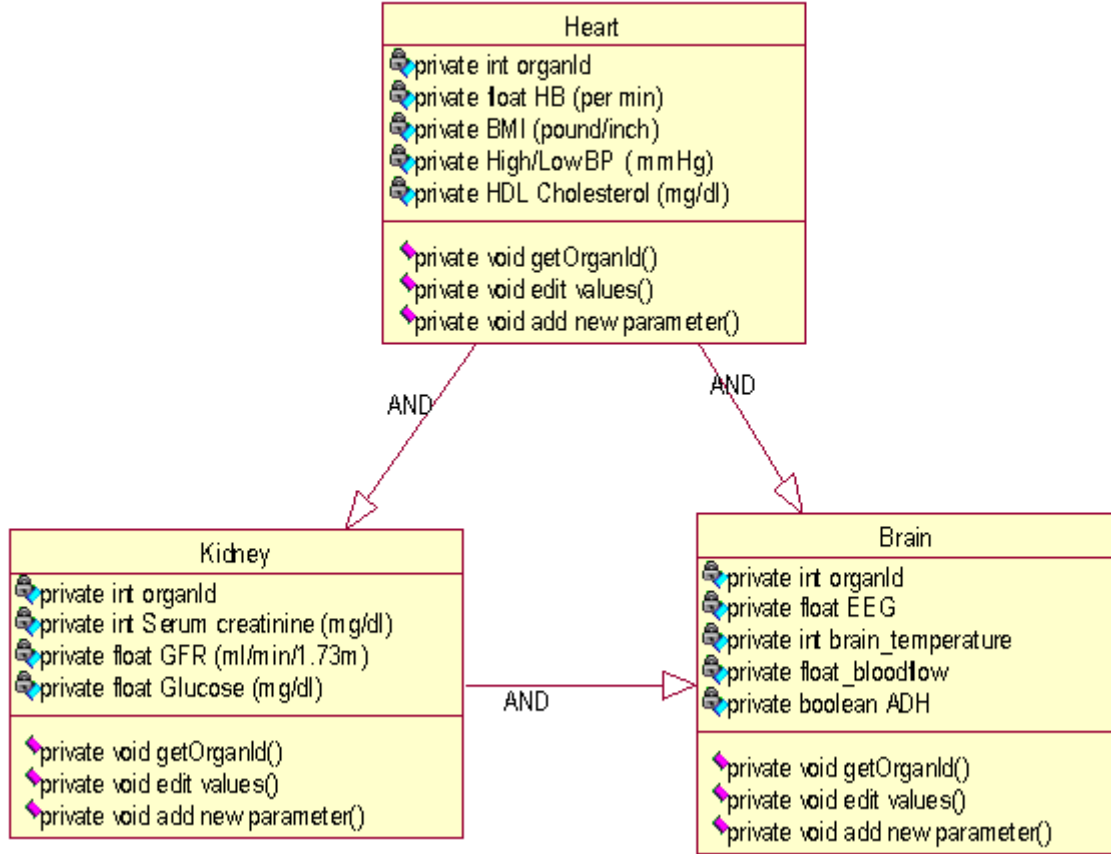 Heart
private int organId
private float HB (per min)
private BMI (pound/inch)
private High/Low BP ( mmHg)
private HDL Cholesterol (mg/dl)
private void getOrganId()
private void edit values()
private void add new parameter()
AND
AND
Kidney
private int organId
private int Serum creatinine (mg/dl)
private float GFR (ml/min/1.73m)
private float Glucose (mg/dl)
private void getOrganId()
private void edit values()
private void add new parameter()
AND
Brain
private int organId
private float EEG
private int brain_temperature
private float_bloodflow
private boolean ADH
private void getOrganId()
private void edit values()
private void add new parameter()